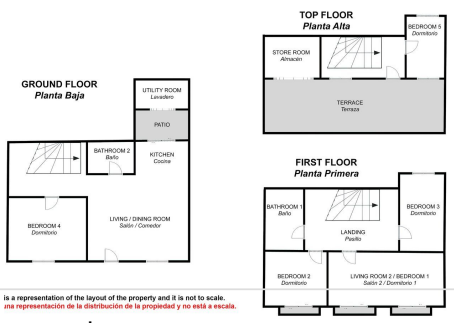 TOP FLOOR
Planta Alta
BEDROOM 5
Dormitorio
STORE ROOM
Almacén
TERRACE
Terraza
GROUND FLOOR
Planta Baja
UTILITY ROOM
Lavadero
PATIO
BATHROOM 2
Baño
KITCHEN
Cocina
BEDROOM 4
Dormitorio
LIVING / DINING ROOM
Salón / Comedor
FIRST FLOOR
Planta Primera
BATHROOM 1
Baño
LANDING
Pasillo
BEDROOM 3
Dormitorio
BEDROOM 2
Dormitorio
LIVING ROOM 2 / BEDROOM 1
Salón 2 / Dormitorio 1
is a representation of the layout of the property and it is not to scale.
una representación de la distribución de la propiedad y no está a escala.